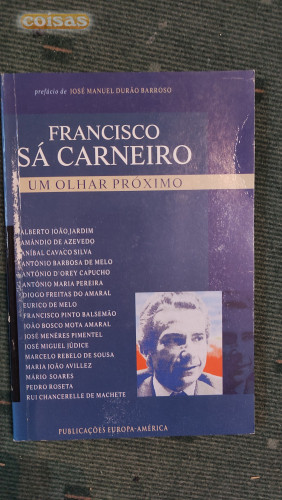 coisas
prefácio de JOSÉ MANUEL DURÃO BARROSO
FRANCISCO
SÁ CARNEIRO
UM OLHAR PRÓXIMO
ALBERTO JOÃO JARDIM
AMÂNDIO DE AZEVEDO
ANÍBAL CAVACO SILVA
ANTÓNIO BARBOSA DE MELO
ANTÓNIO D'OREY CAPUCHO
ANTÓNIO MARIA PEREIRA
DIOGO FREITAS DO AMARAL
EURICO DE MELO
FRANCISCO PINTO BALSEMÃO
JOÃO BOSCO MOTA AMARAL
JOSÉ MENÉRES PIMENTEL
JOSÉ MIGUEL JÚDICE
MARCELO REBELO DE SOUSA
MARIA JOÃO AVILLEZ
MÁRIO SOARES
PEDRO ROSETA
RUI CHANCERELLE DE MACHETE
PUBLICAÇÕES EUROPA-AMÉRICA